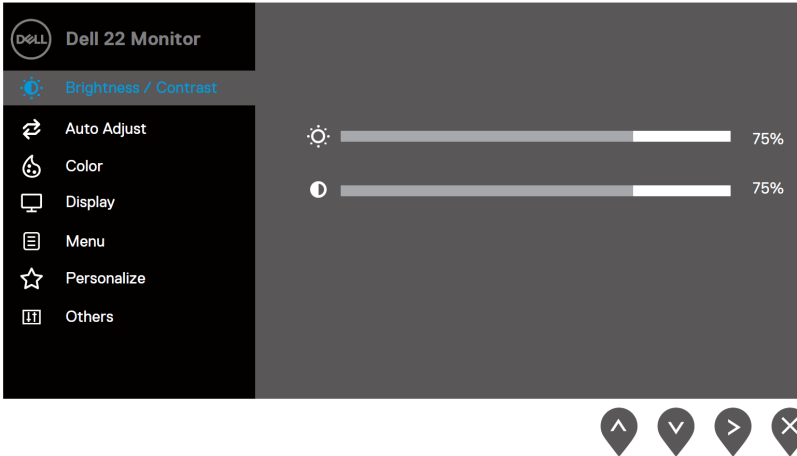 DELL Dell 22 Monitor
Brightness / Contrast
Auto Adjust
Color
Display
Menu
Personalize
Others
75%
75%